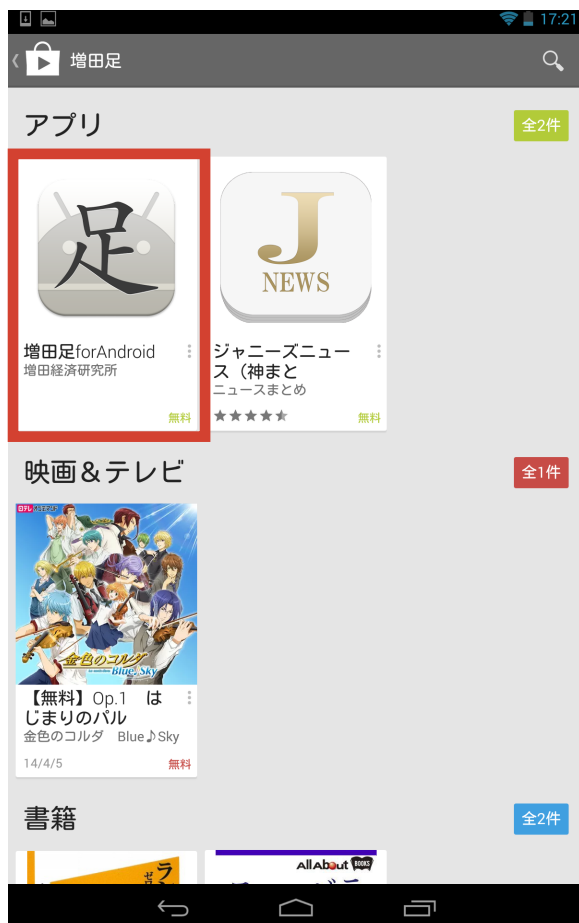 17:21
増田足
アプリ
全2件
足
J
NEWS
増田足forAndroid
増田経済研究所
無料
ジャニーズニュー
ス（神まと
ニュースまとめ
無料
映画＆テレビ
全1件
金色のコルダ
Blue♪Sky
【無料】Op.1　は
じまりのパル
金色のコルダ　Blue♪Sky
14/4/5
無料
書籍
全2件
All About BOOKS